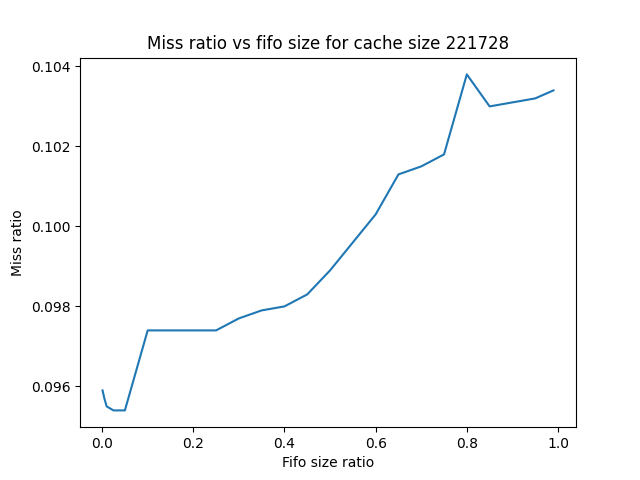 Miss ratio vs fifo size for cache size 221728
0.104
0.102
0.100
0.098
0.096
Miss ratio
0.0 0.2 0.4 0.6 0.8 1.0
Fifo size ratio